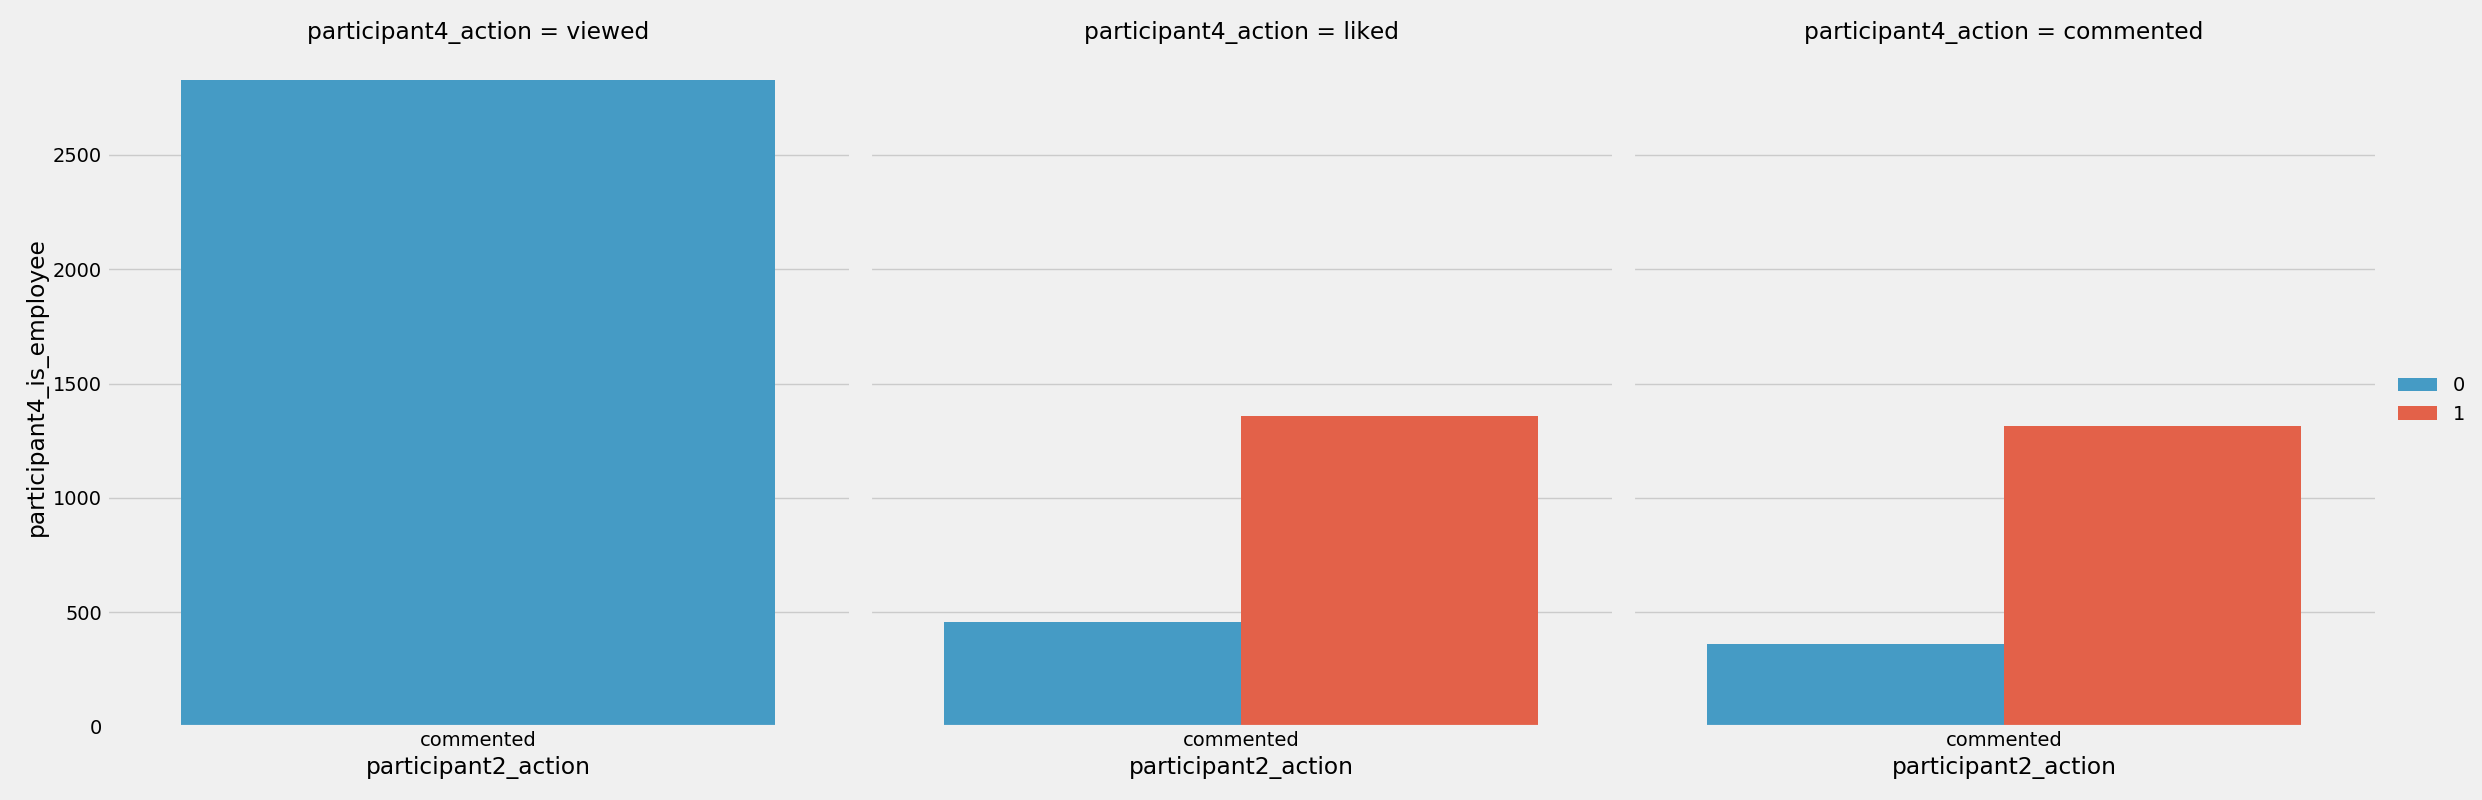 participant4_action = viewed
participant4_action = liked
participant4_action = commented
participant4_is_employee
2500
2000
1500
1000
500
0
commented
commented
commented
participant2_action
participant2_action
participant2_action
0
1